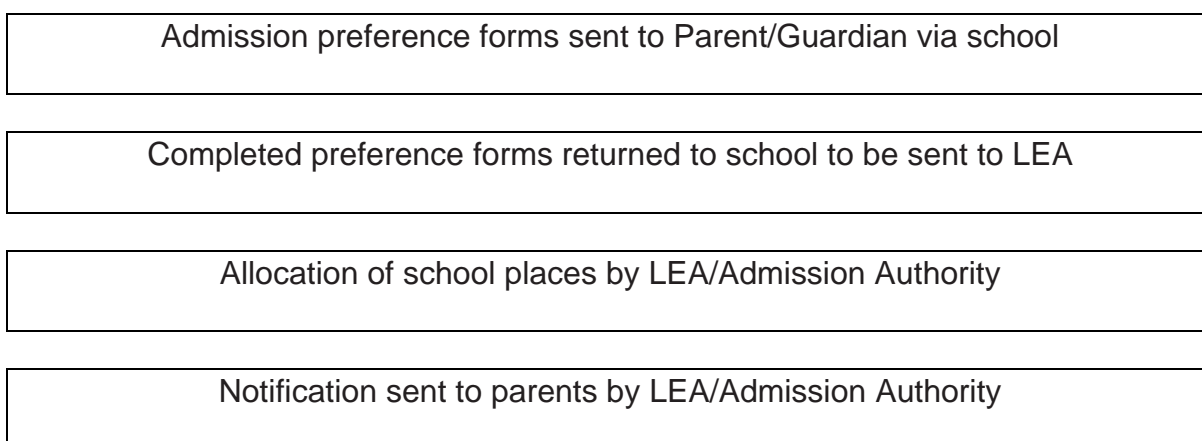 Admission preference forms sent to Parent/Guardian via school
Completed preference forms returned to school to be sent to LEA
Allocation of school places by LEA/Admission Authority
Notification sent to parents by LEA/Admission Authority